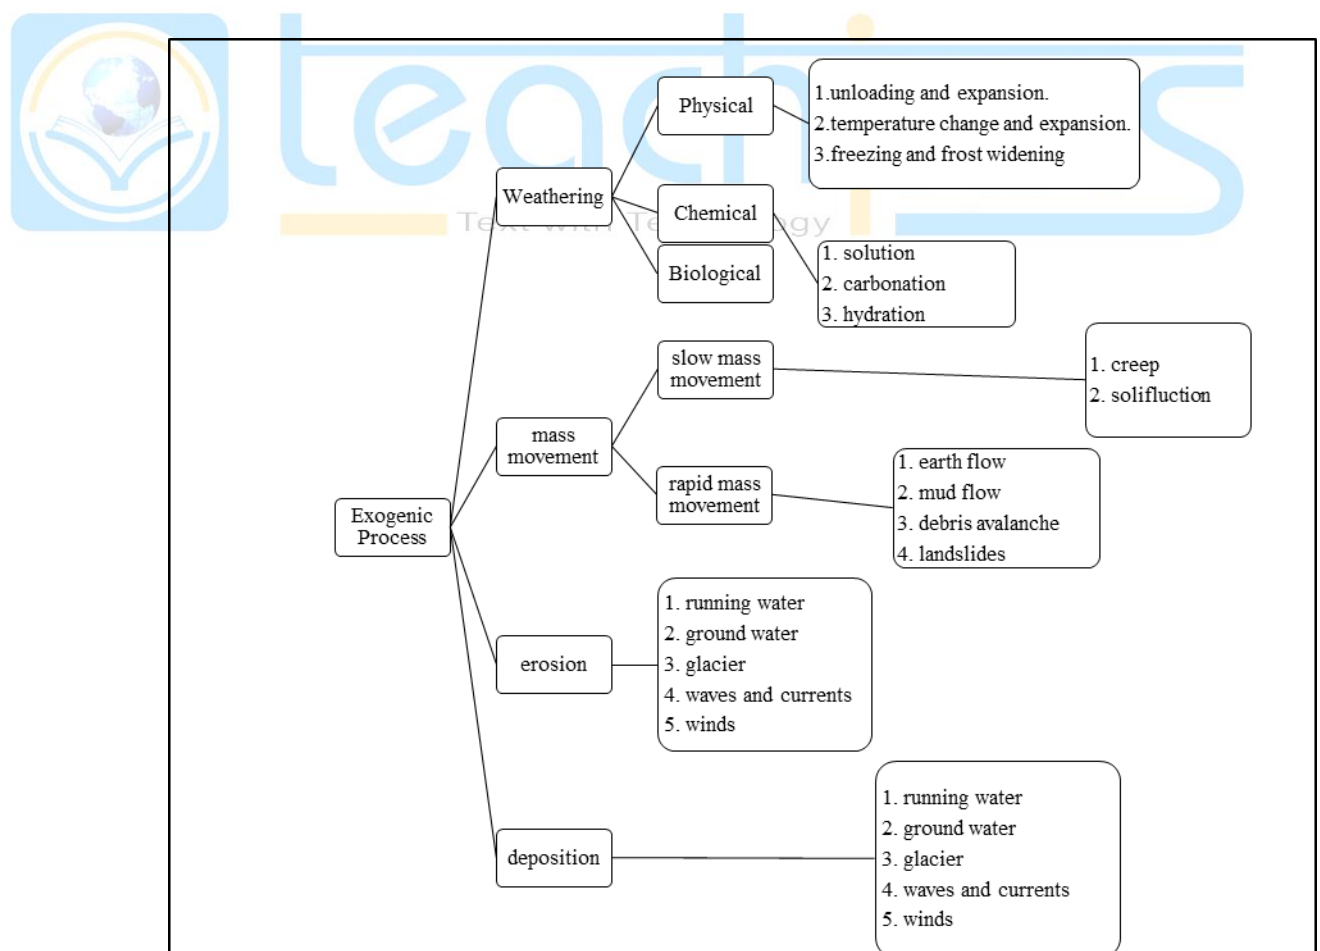 teachics
Physical
1.unloading and expansion.
2.temperature change and expansion.
3.freezing and frost widening
Weathering
Chemical
Biological
1. solution
2. carbonation
3. hydration
slow mass
movement
1. creep
2. solifluction
mass
movement
rapid mass
movement
1. earth flow
2. mud flow
3. debris avalanche
4. landslides
Exogenic
Process
erosion
1. running water
2. ground water
3. glacier
4. waves and currents
5. winds
deposition
1. running water
2. ground water
3. glacier
4. waves and currents
5. winds